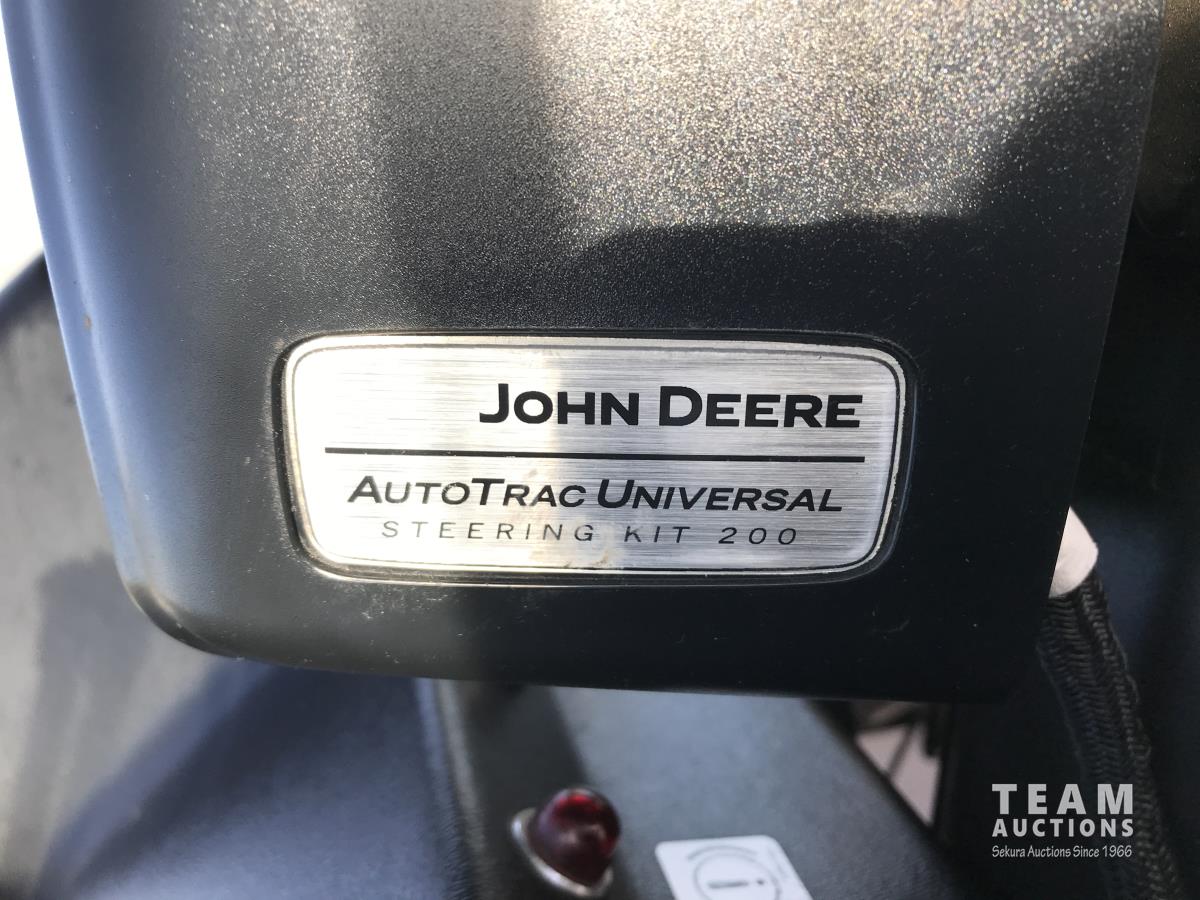 JOHN DEERE
AUTOTRAC UNIVERSAL
STEERING KIT 200
i
TEAM
AUCTIONS
Sekura Auctions Since 1966